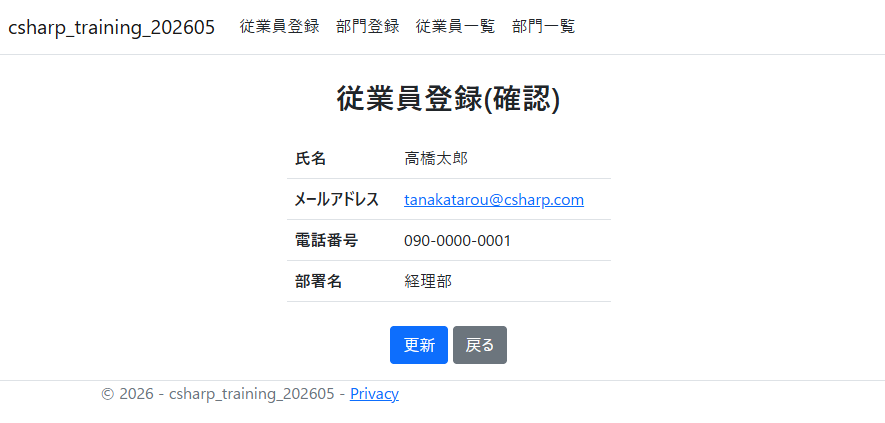 csharp_training_202605 従業員登録 部門登録 従業員一覧 部門一覧
従業員登録(確認)
氏名 高橋太郎
メールアドレス tanakatarou@csharp.com
電話番号 090-0000-0001
部署名 経理部
更新 戻る
© 2026 - csharp_training_202605 - Privacy